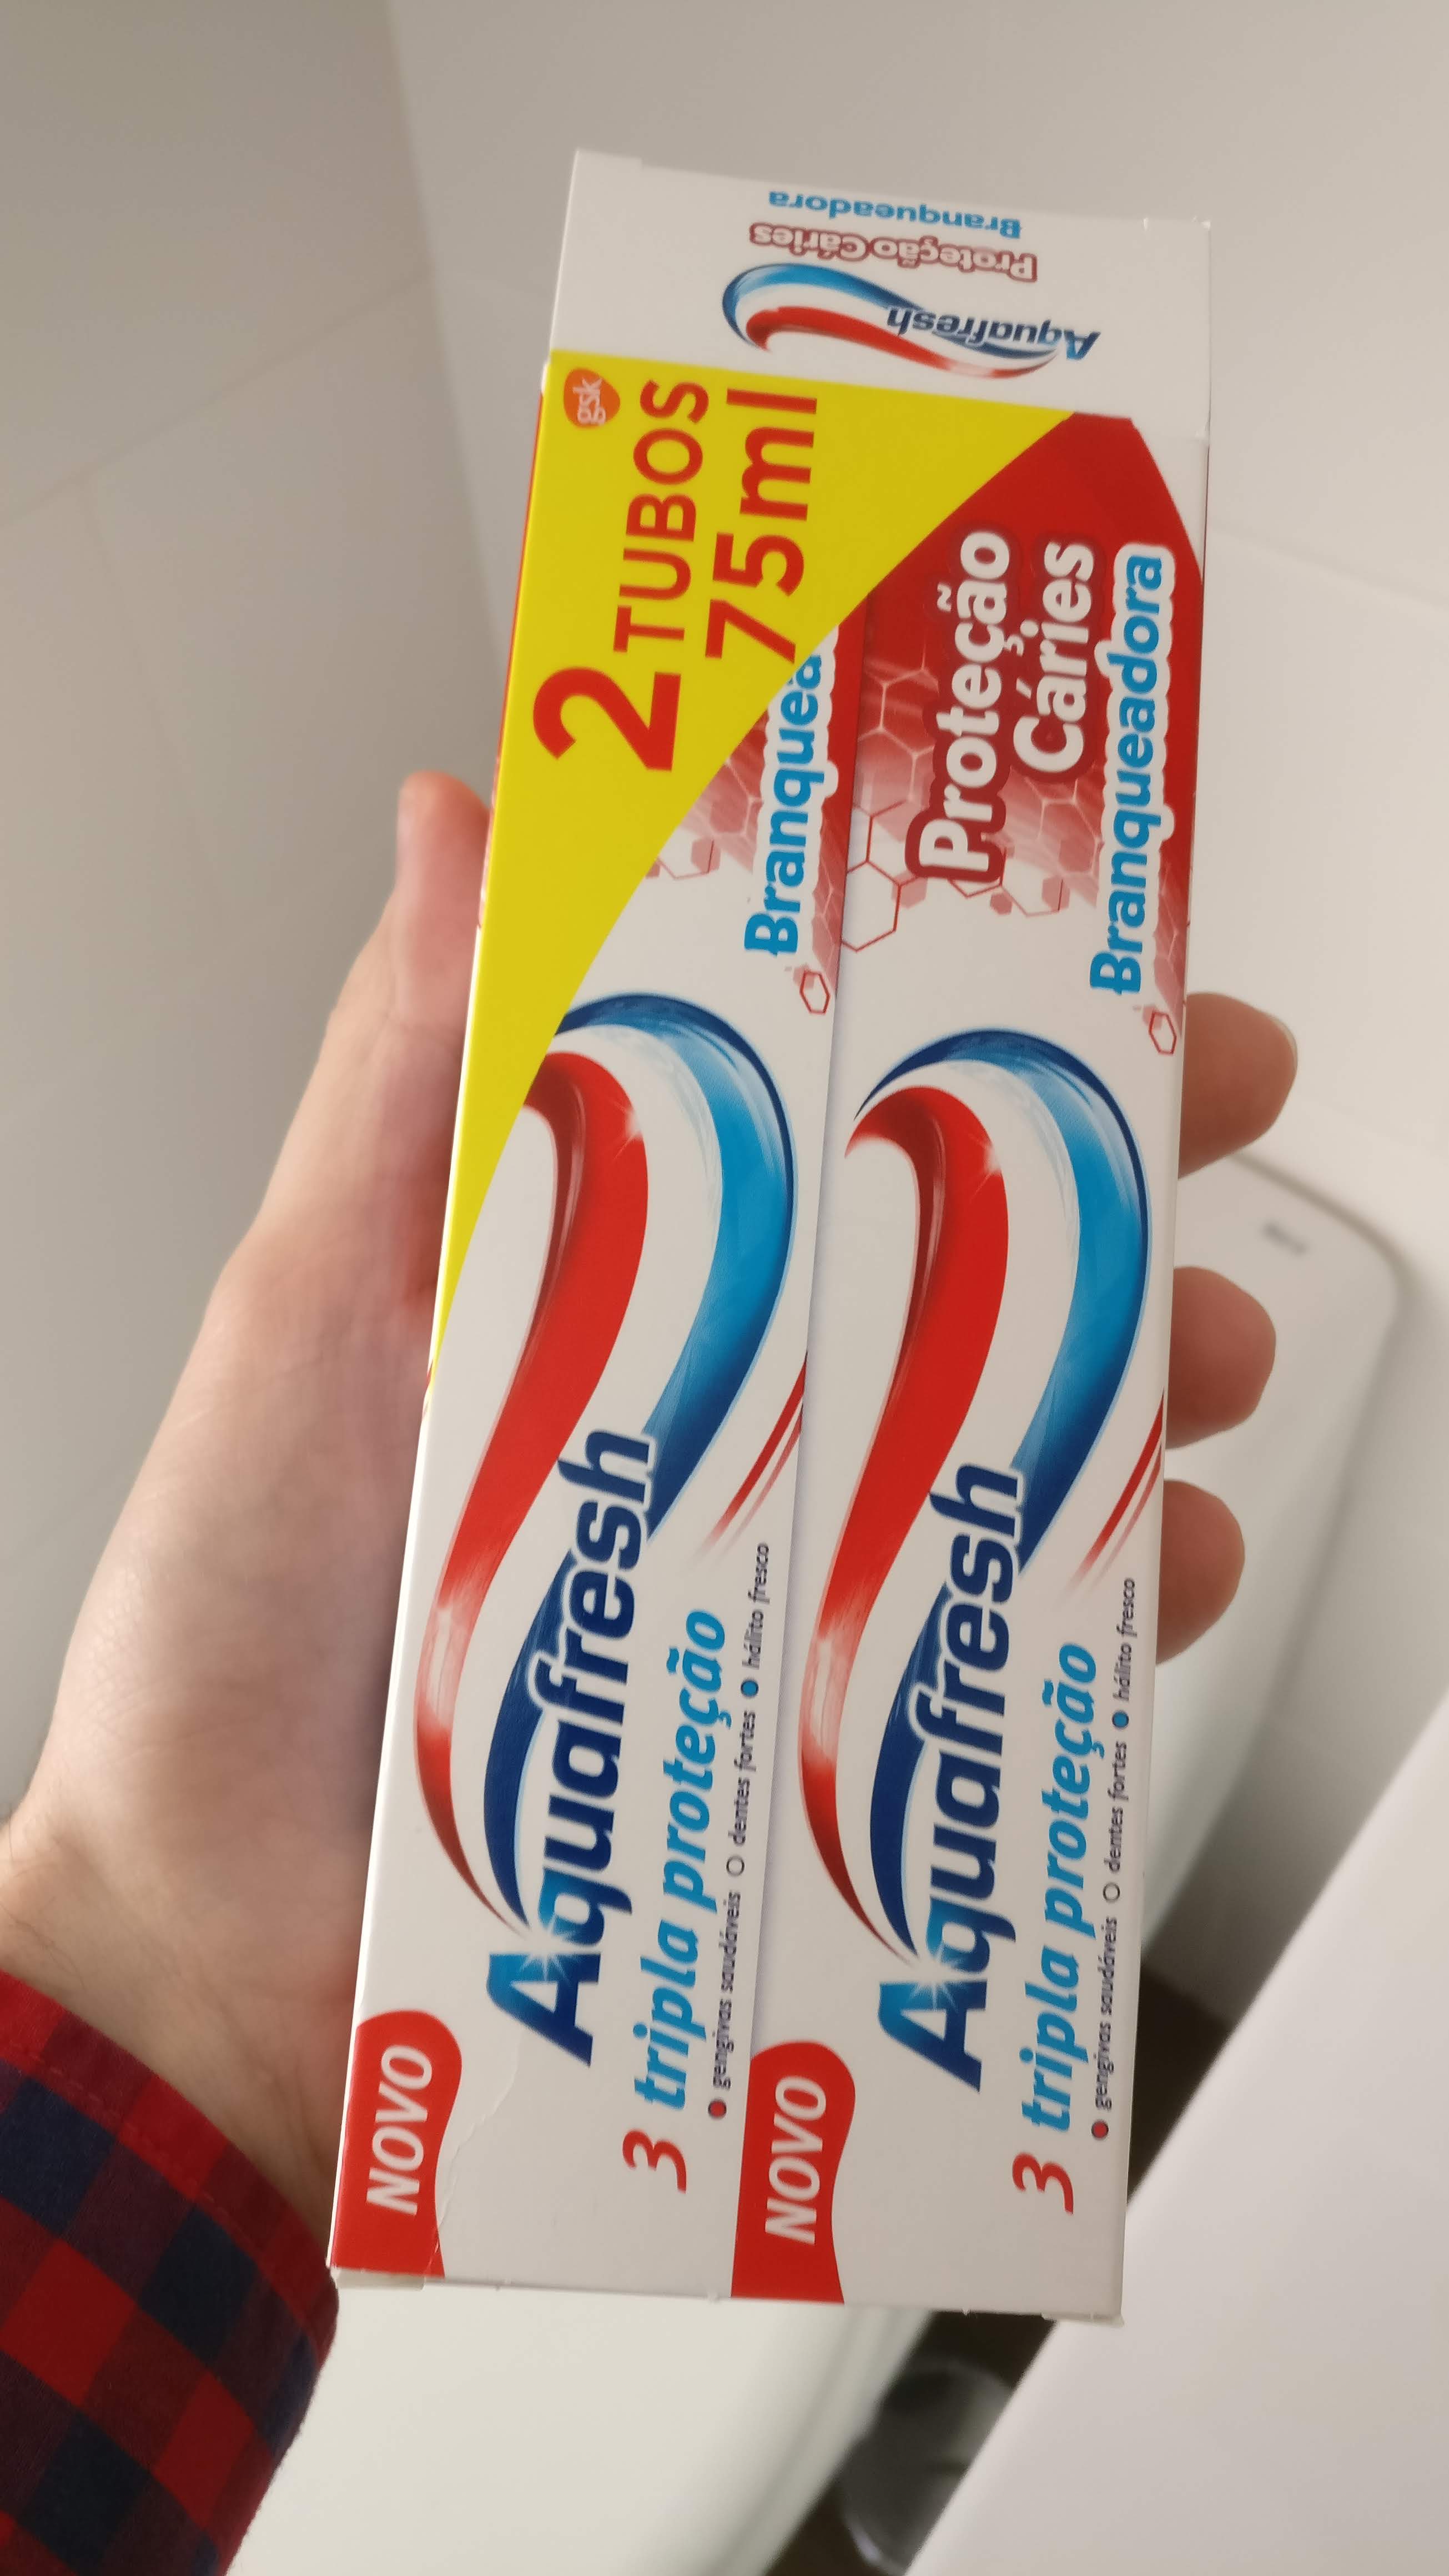 Aquafresh
Proteção Cáries
Branqueadora
gsk
2 TUBOS
75ml
NOVO
Aquafresh
3 tripla proteção
gengivas saudáveis dentes fortes hálito fresco
Branquea
NOVO
Aquafresh
3 tripla proteção
gengivas saudáveis dentes fortes hálito fresco
Proteção
Cáries
Branqueadora